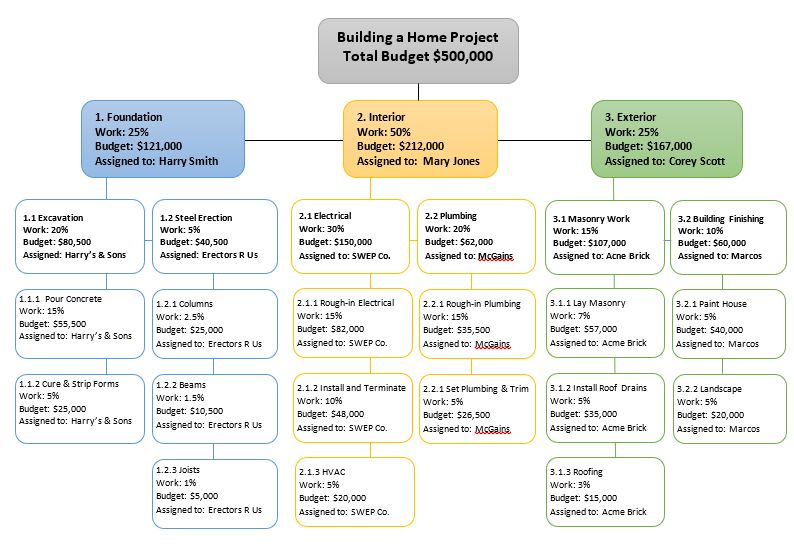 Building a Home Project
Total Budget $500,000
1. Foundation
Work: 25%
Budget: $121,000
Assigned to: Harry Smith
2. Interior
Work: 50%
Budget: $212,000
Assigned to: Mary Jones
3. Exterior
Work: 25%
Budget: $167,000
Assigned to: Corey Scott
1.1 Excavation
Work: 20%
Budget: $80,500
Assigned: Harry's & Sons
1.2 Steel Erection
Work: 5%
Budget: $40,500
Assigned: Erectors R Us
2.1 Electrical
Work: 30%
Budget: $150,000
Assigned to: SWEP Co.
2.2 Plumbing
Work: 20%
Budget: $62,000
Assigned to: McGains
3.1 Masonry Work
Work: 15%
Budget: $107,000
Assigned to: Acne Brick
3.2 Building Finishing
Work: 10%
Budget: $60,000
Assigned to: Marcos
1.1.1 Pour Concrete
Work: 15%
Budget: $55,500
Assigned to: Harry's & Sons
1.2.1 Columns
Work: 2.5%
Budget: $25,000
Assigned to: Erectors R Us
2.1.1 Rough-in Electrical
Work: 15%
Budget: $82,000
Assigned to: SWEP Co.
2.2.1 Rough-in Plumbing
Work: 15%
Budget: $35,500
Assigned to: McGains
3.1.1 Lay Masonry
Work: 7%
Budget: $57,000
Assigned to: Acme Brick
3.2.1 Paint House
Work: 5%
Budget: $40,000
Assigned to: Marcos
1.1.2 Cure & Strip Forms
Work: 5%
Budget: $25,000
Assigned to: Harry's & Sons
1.2.2 Beams
Work: 1.5%
Budget: $10,500
Assigned to: Erectors R Us
2.1.2 Install and Terminate
Work: 10%
Budget: $48,000
Assigned to: SWEP Co.
2.2.1 Set Plumbing & Trim
Work: 5%
Budget: $26,500
Assigned to: McGains
3.1.2 Install Roof Drains
Work: 5%
Budget: $35,000
Assigned to: Acme Brick
3.2.2 Landscape
Work: 5%
Budget: $20,000
Assigned to: Marcos
1.2.3 Joists
Work: 1%
Budget: $5,000
Assigned to: Erectors R Us
2.1.3 HVAC
Work: 5%
Budget: $20,000
Assigned to: SWEP Co.
3.1.3 Roofing
Work: 3%
Budget: $15,000
Assigned to: Acme Brick